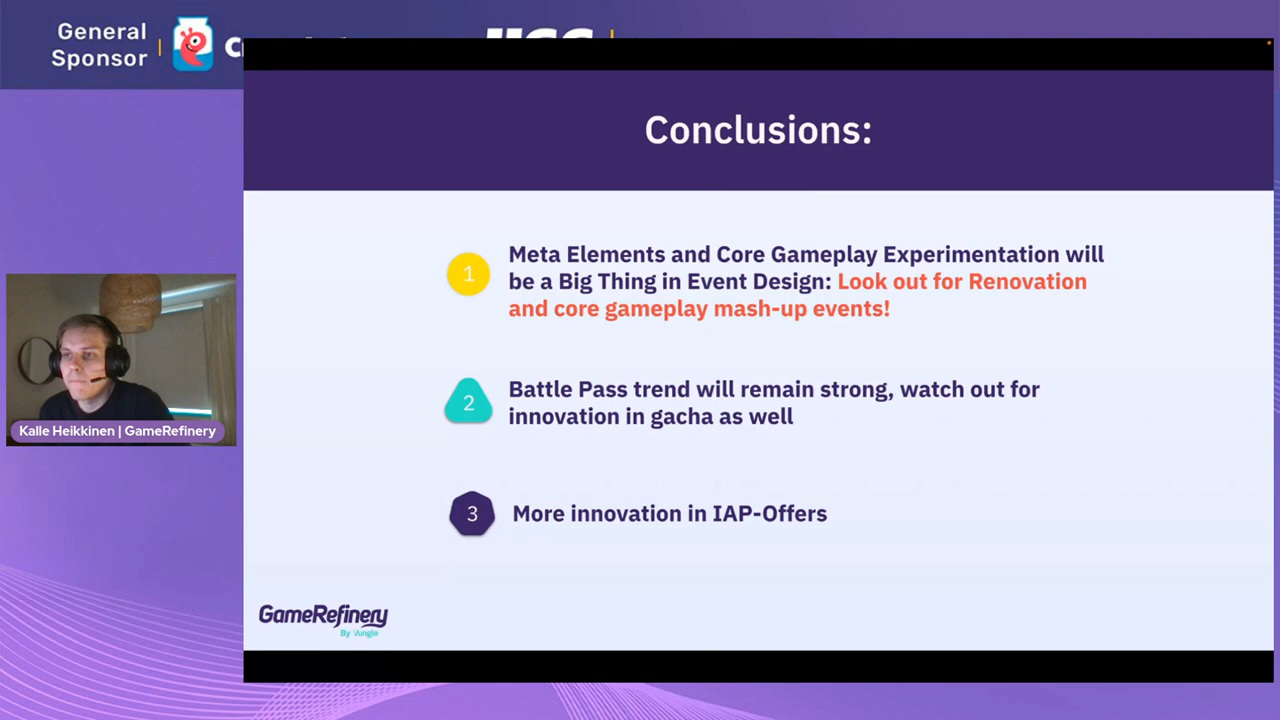 General
Sponsor
Conclusions:
1
Meta Elements and Core Gameplay Experimentation will
be a Big Thing in Event Design: Look out for Renovation
and core gameplay mash-up events!
2
Battle Pass trend will remain strong, watch out for
innovation in gacha as well
3
More innovation in IAP-Offers
Kalle Heikkinen | GameRefinery
GameRefinery
By Vungle